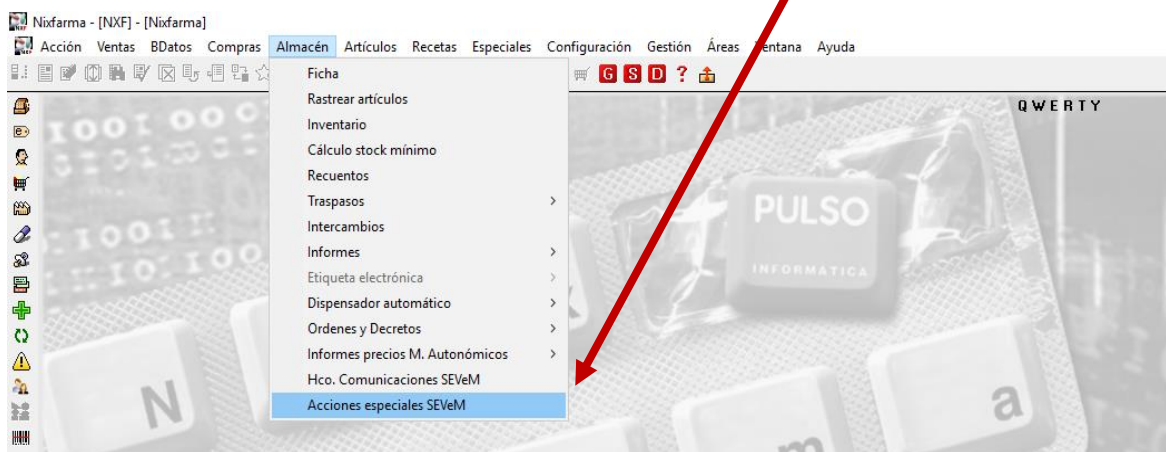 Nixfarma - [NXF] - [Nixfarma]
Acción Ventas BDatos Compras Almacén Artículos Recetas Especiales Configuración Gestión Áreas Ventana Ayuda
G S D ?
QWERTY
Ficha
Rastrear artículos
Inventario
Cálculo stock mínimo
Recuentos
Traspasos
Intercambios
Informes
Etiqueta electrónica
Dispensador automático
Ordenes y Decretos
Informes precios M. Autonómicos
Hco. Comunicaciones SEVeM
Acciones especiales SEVeM
PULSO
INFORMATICA
N
m
a